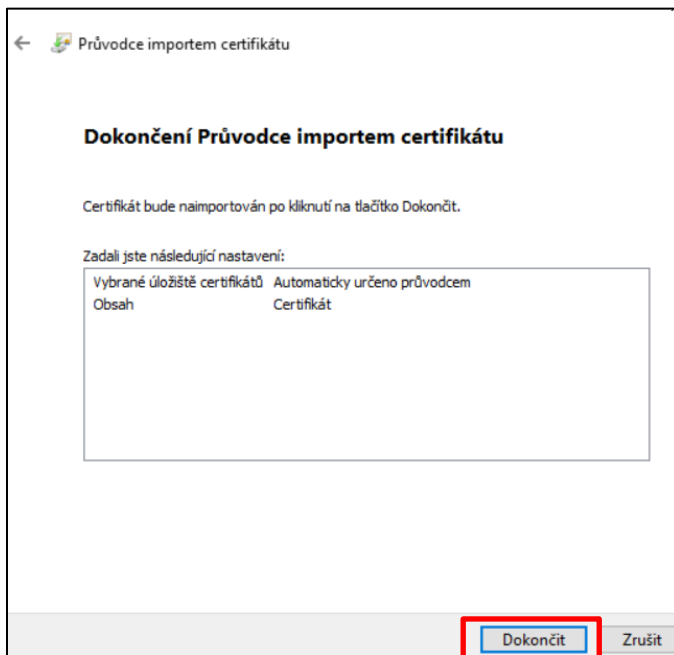 Průvodce importem certifikátu
Dokončení Průvodce importem certifikátu
Certifikát bude naimportován po kliknutí na tlačítko Dokončit.
Zadali jste následující nastavení:
Vybrané úložiště certifikátů Automaticky určeno průvodcem
Obsah Certifikát
Dokončit Zrušit